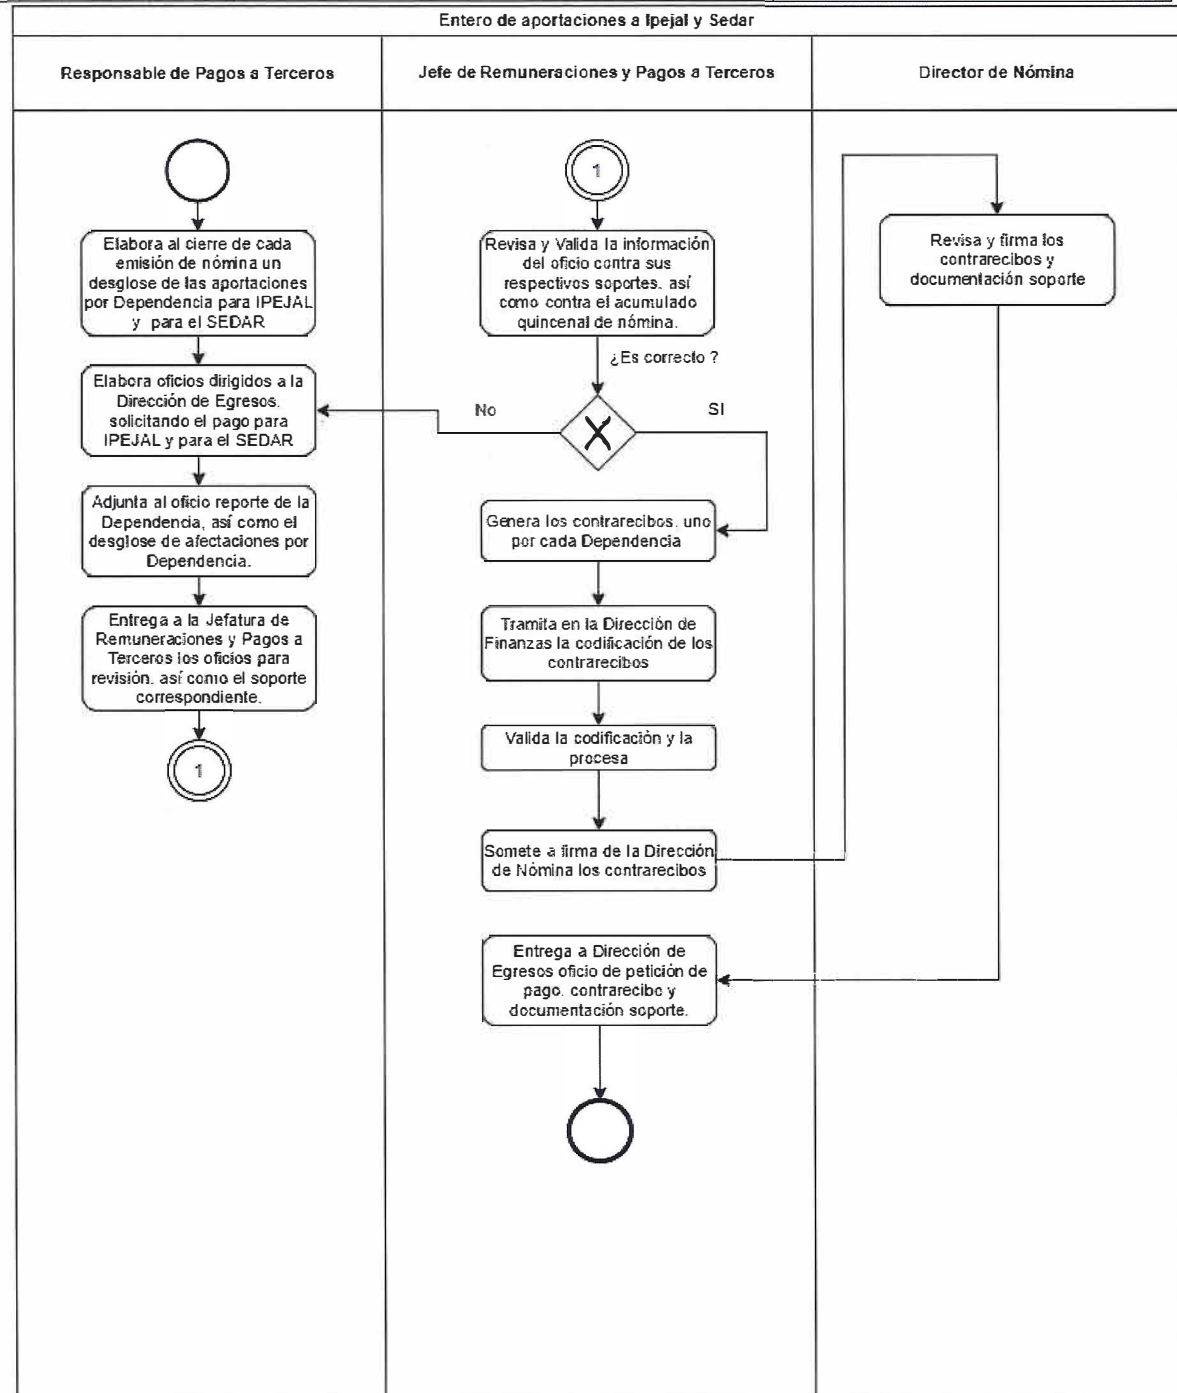 Entero de aportaciones a Ipejal y Sedar
Responsable de Pagos a Terceros
Jefe de Remuneraciones y Pagos a Terceros
Director de Nómina
Elabora al cierre de cada
emisión de nómina un
desglose de las aportaciones
por Dependencia para IPEJAL
y para el SEDAR
Elabora oficios dirigidos a la
Dirección de Egresos.
solicitando el pago para
IPEJAL y para el SEDAR
Adjunta al oficio reporte de la
Dependencia, así como el
desglose de afectaciones por
Dependencia.
Entrega a la Jefatura de
Remuneraciones y Pagos a
Terceros los oficios para
revisión. así como el soporte
correspondiente.
1
1
Revisa y Valida la información
del oficio contra sus
respectivos soportes. así
como contra el acumulado
quincenal de nómina.
¿Es correcto ?
No
SI
X
Genera los contrarecibos. uno
por cada Dependencia
Tramita en la Dirección de
Finanzas la codificación de los
contrarecibos
Valida la codificación y la
procesa
Somete a firma de la Dirección
de Nómina los contrarecibos
Entrega a Dirección de
Egresos oficio de petición de
pago. contrarecibo y
documentación soporte.
Revisa y firma los
contrarecibos y
documentación soporte